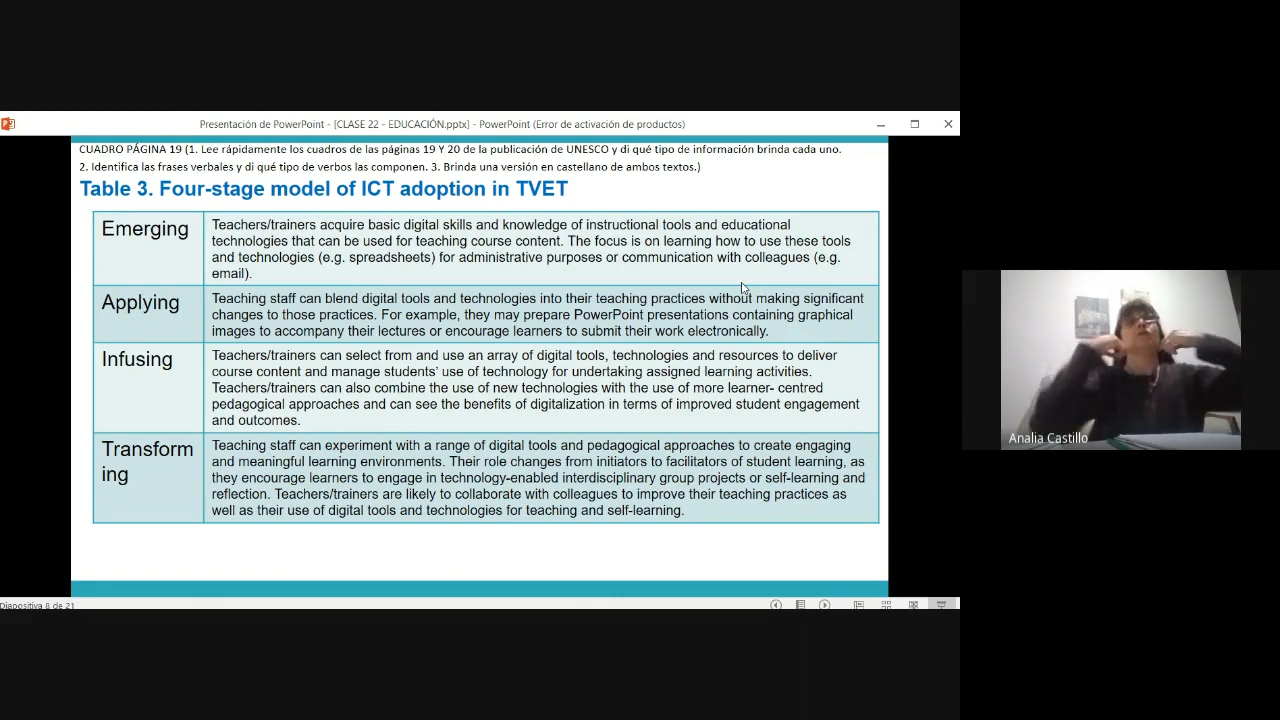 Presentación de PowerPoint - [CLASE 22 - EDUCACIÓN.pptx] - PowerPoint (Error de activación de productos)
CUADRO PÁGINA 19 (1. Lee rápidamente los cuadros de las páginas 19 Y 20 de la publicación de UNESCO y di qué tipo de información brinda cada uno.
2. Identifica las frases verbales y di qué tipo de verbos las componen. 3. Brinda una versión en castellano de ambos textos.)
Table 3. Four-stage model of ICT adoption in TVET
Emerging
Teachers/trainers acquire basic digital skills and knowledge of instructional tools and educational
technologies that can be used for teaching course content. The focus is on learning how to use these tools
and technologies (e.g. spreadsheets) for administrative purposes or communication with colleagues (e.g.
email).
Applying
Teaching staff can blend digital tools and technologies into their teaching practices without making significant
changes to those practices. For example, they may prepare PowerPoint presentations containing graphical
images to accompany their lectures or encourage learners to submit their work electronically.
Infusing
Teachers/trainers can select from and use an array of digital tools, technologies and resources to deliver
course content and manage students' use of technology for undertaking assigned learning activities.
Teachers/trainers can also combine the use of new technologies with the use of more learner- centred
pedagogical approaches and can see the benefits of digitalization in terms of improved student engagement
and outcomes.
Transform
ing
Teaching staff can experiment with a range of digital tools and pedagogical approaches to create engaging
and meaningful learning environments. Their role changes from initiators to facilitators of student learning, as
they encourage learners to engage in technology-enabled interdisciplinary group projects or self-learning and
reflection. Teachers/trainers are likely to collaborate with colleagues to improve their teaching practices as
well as their use of digital tools and technologies for teaching and self-learning.
Diapositiva 8 de 21
Analia Castillo